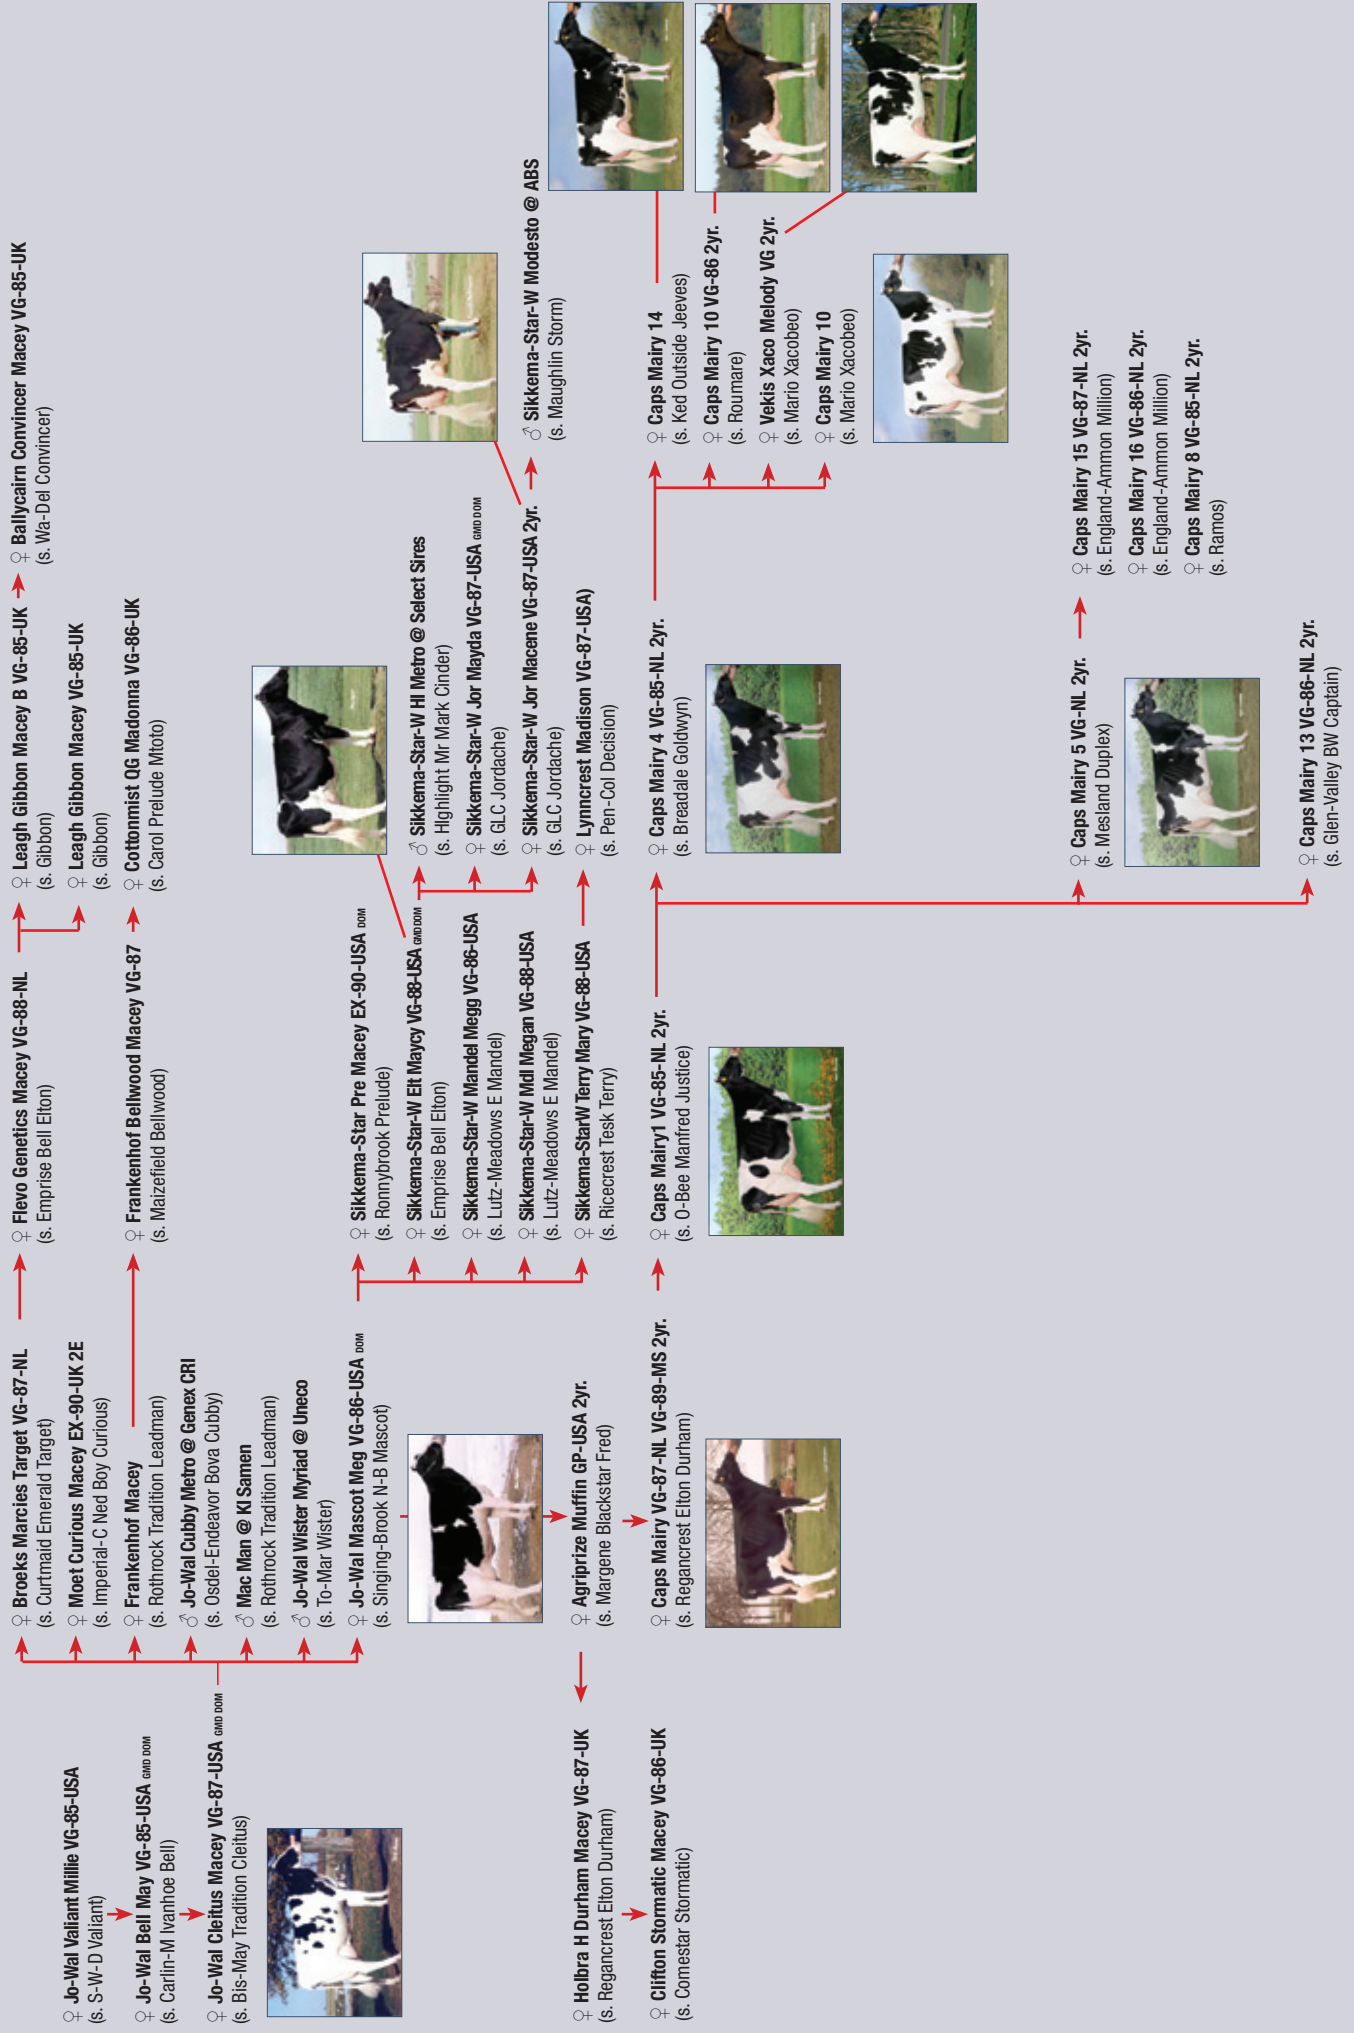 ♀ Jo-Wal Valiant Millie VG-85-USA
(s. S-W-D Valiant)
♀ Jo-Wal Bell May VG-85-USA GMD DOM
(s. Carlin-M Ivanhoe Bell)
♀ Jo-Wal Cleitus Macey VG-87-USA GMD DOM
(s. Bis-May Tradition Cleitus)
♀ Holbra H Durham Macey VG-87-UK
(s. Regancrest Elton Durham)
♀ Clifton Stormatic Macey VG-86-UK
(s. Comestar Stormatic)
♀ Broeks Marcies Target VG-87-NL
(s. Curtmaid Emerald Target)
♀ Moet Curious Macey EX-90-UK 2E
(s. Imperial-C Ned Boy Curious)
♀ Frankenhof Macey
(s. Rothrock Tradition Leadman)
♂ Jo-Wal Cubby Metro @ Genex CRI
(s. Osdel-Endeavor Bova Cubby)
♂ Mac Man @ KI Samen
(s. Rothrock Tradition Leadman)
♂ Jo-Wal Wister Myriad @ Uneco
(s. To-Mar Wister)
♀ Jo-Wal Mascot Meg VG-86-USA DOM
(s. Singing-Brook N-B Mascot)
♀ Agriprize Muffin GP-USA 2yr.
(s. Margene Blackstar Fred)
♀ Caps Mairy VG-87-NL VG-89-MS 2yr.
(s. Regancrest Elton Durham)
♀ Flevo Genetics Macey VG-88-NL
(s. Emprise Bell Elton)
♀ Frankenhof Bellwood Macey VG-87
(s. Maizefield Bellwood)
♀ Sikkema-Star Pre Macey EX-90-USA DOM
(s. Ronnybrook Prelude)
♀ Sikkema-Star-W Elt Maycy VG-88-USA GMD DOM
(s. Emprise Bell Elton)
♀ Sikkema-Star-W Mandel Megg VG-86-USA
(s. Lutz-Meadows E Mandel)
♀ Sikkema-Star-W Mdl Megan VG-88-USA
(s. Lutz-Meadows E Mandel)
♀ Sikkema-StarW Terry Mary VG-88-USA
(s. Ricecrest Tesk Terry)
♀ Caps Mairy1 VG-85-NL 2yr.
(s. O-Bee Manfred Justice)
♀ Leagh Gibbon Macey B VG-85-UK
(s. Gibbon)
♀ Leagh Gibbon Macey VG-85-UK
(s. Gibbon)
♀ Cottonmist QG Madonna VG-86-UK
(s. Carol Prelude Mtoto)
♂ Sikkema-Star-W HI Metro @ Select Sires
(s. HIghlight Mr Mark Cinder)
♀ Sikkema-Star-W Jor Mayda VG-87-USA GMD DOM
(s. GLC Jordache)
♀ Sikkema-Star-W Jor Macene VG-87-USA 2yr.
(s. GLC Jordache)
♀ Lynncrest Madison VG-87-USA)
(s. Pen-Col Decision)
♀ Caps Mairy 4 VG-85-NL 2yr.
(s. Breadale Goldwyn)
♀ Caps Mairy 5 VG-NL 2yr.
(s. Mesland Duplex)
♀ Caps Mairy 13 VG-86-NL 2yr.
(s. Glen-Valley BW Captain)
♀ Ballycairn Convincer Macey VG-85-UK
(s. Wa-Del Convincer)
♂ Sikkema-Star-W Modesto @ ABS
(s. Maughlin Storm)
♀ Caps Mairy 14
(s. Ked Outside Jeeves)
♀ Caps Mairy 10 VG-86 2yr.
(s. Roumare)
♀ Vekis Xaco Melody VG 2yr.
(s. Mario Xacobeo)
♀ Caps Mairy 10
(s. Mario Xacobeo)
♀ Caps Mairy 15 VG-87-NL 2yr.
(s. England-Ammon Million)
♀ Caps Mairy 16 VG-86-NL 2yr.
(s. England-Ammon Million)
♀ Caps Mairy 8 VG-85-NL 2yr.
(s. Ramos)